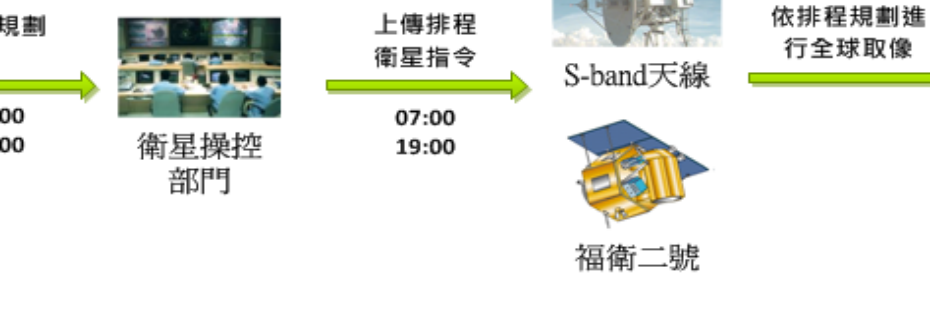 規劃
00
00
衛星操控
部門
上傳排程
衛星指令
07:00
19:00
S-band天線
福衛二號
依排程規劃進
行全球取像